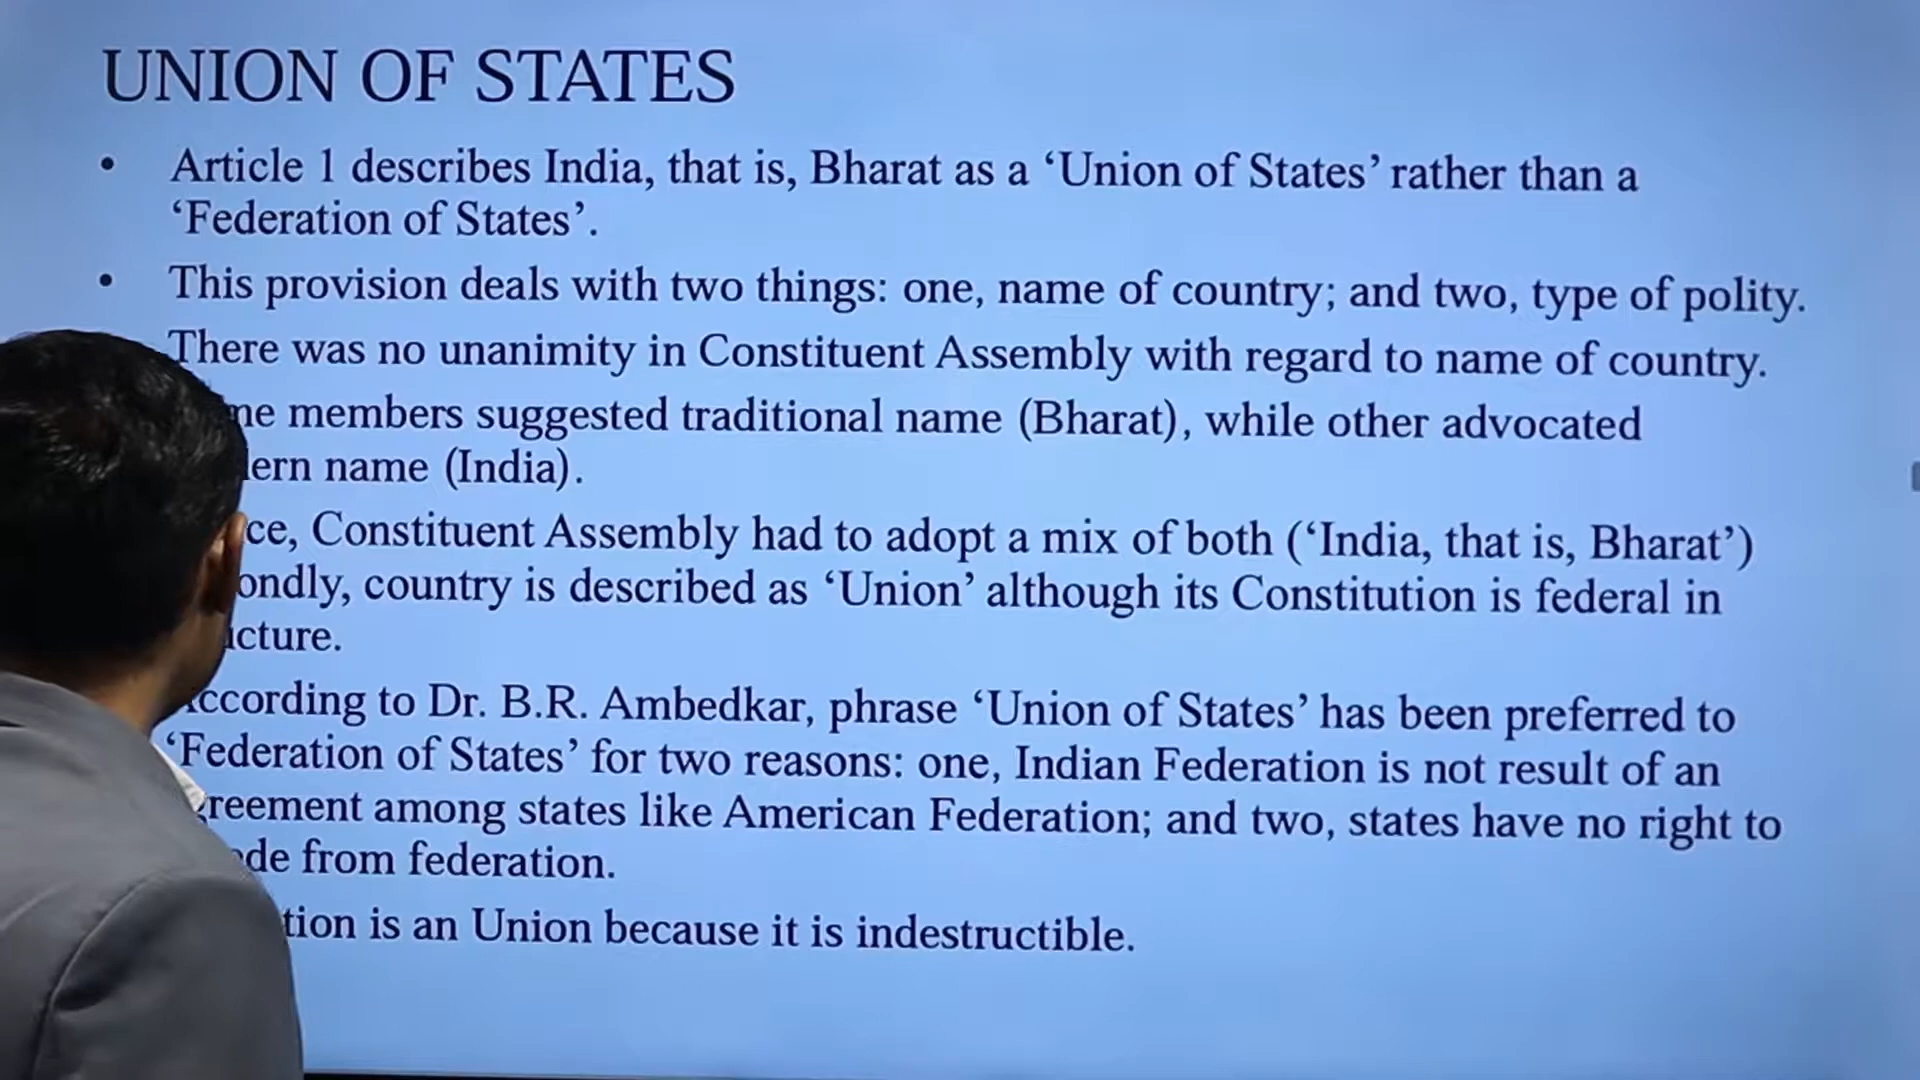 UNION OF STATES
• Article 1 describes India, that is, Bharat as a ‘Union of States’ rather than a
‘Federation of States’.
• This provision deals with two things: one, name of country; and two, type of polity.
There was no unanimity in Constituent Assembly with regard to name of country.
members suggested traditional name (Bharat), while other advocated
name (India).
Constituent Assembly had to adopt a mix of both (‘India, that is, Bharat’)
country is described as ‘Union’ although its Constitution is federal in
According to Dr. B.R. Ambedkar, phrase ‘Union of States’ has been preferred to
‘Federation of States’ for two reasons: one, Indian Federation is not result of an
agreement among states like American Federation; and two, states have no right to
from federation.
is an Union because it is indestructible.